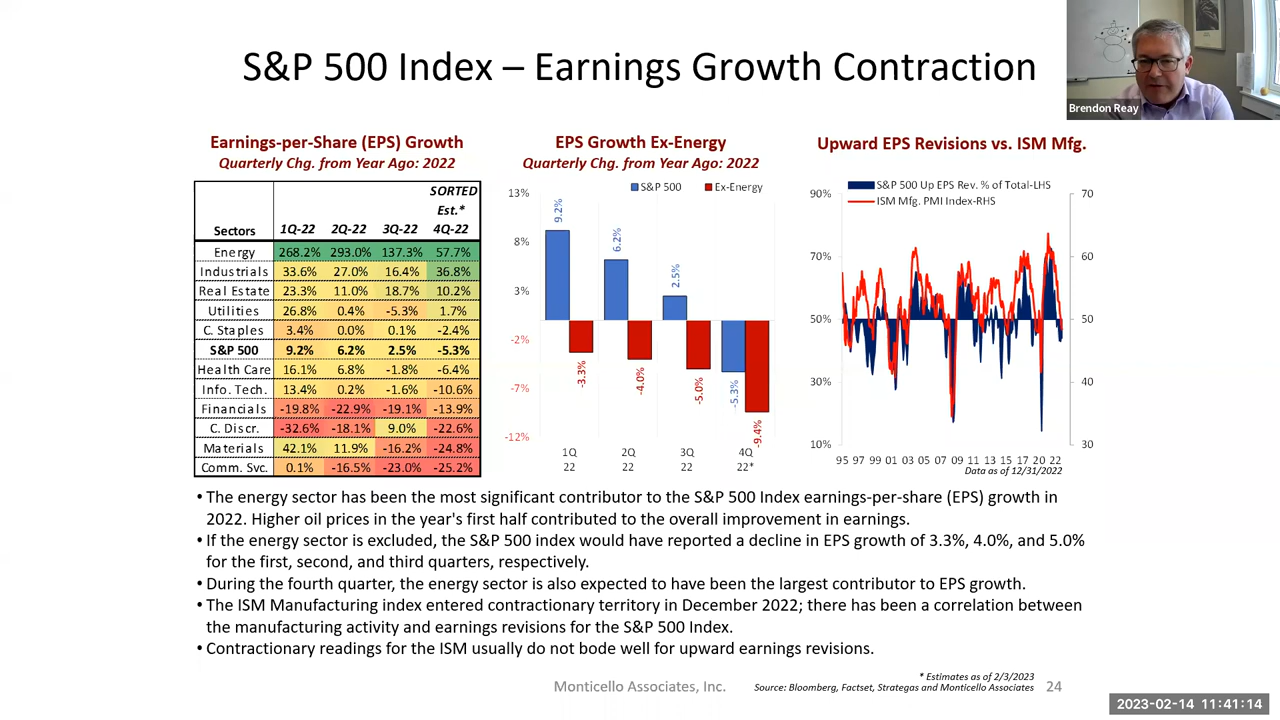 S&P 500 Index – Earnings Growth Contraction
Brendon Reay
Earnings-per-Share (EPS) Growth
Quarterly Chg. from Year Ago: 2022
SORTED
Est.*
Sectors 1Q-22 2Q-22 3Q-22 4Q-22
Energy 268.2% 293.0% 137.3% 57.7%
Industrials 33.6% 27.0% 16.4% 36.8%
Real Estate 23.3% 11.0% 18.7% 10.2%
Utilities 26.8% 0.4% -5.3% 1.7%
C. Staples 3.4% 0.0% 0.1% -2.4%
S&P 500 9.2% 6.2% 2.5% -5.3%
Health Care 16.1% 6.8% -1.8% -6.4%
Info. Tech. 13.4% 0.2% -1.6% -10.6%
Financials -19.8% -22.9% -19.1% -13.9%
C. Discr. -32.6% -18.1% 9.0% -22.6%
Materials 42.1% 11.9% -16.2% -24.8%
Comm. Svc. 0.1% -16.5% -23.0% -25.2%
EPS Growth Ex-Energy
Quarterly Chg. from Year Ago: 2022
S&P 500 Ex-Energy
13%
8%
3%
-2%
-7%
-12%
9.2%
6.2%
2.5%
-5.3%
-3.3%
-4.0%
-5.0%
-9.4%
1Q 2Q 3Q 4Q
22 22 22 22*
Upward EPS Revisions vs. ISM Mfg.
S&P 500 Up EPS Rev. % of Total-LHS
ISM Mfg. PMI Index-RHS
90% 70
70% 60
50% 50
30% 40
10% 30
95 97 99 01 03 05 07 09 11 13 15 17 19 20 22
Data as of 12/31/2022
• The energy sector has been the most significant contributor to the S&P 500 Index earnings-per-share (EPS) growth in
2022. Higher oil prices in the year's first half contributed to the overall improvement in earnings.
• If the energy sector is excluded, the S&P 500 index would have reported a decline in EPS growth of 3.3%, 4.0%, and 5.0%
for the first, second, and third quarters, respectively.
• During the fourth quarter, the energy sector is also expected to have been the largest contributor to EPS growth.
• The ISM Manufacturing index entered contractionary territory in December 2022; there has been a correlation between
the manufacturing activity and earnings revisions for the S&P 500 Index.
• Contractionary readings for the ISM usually do not bode well for upward earnings revisions.
* Estimates as of 2/3/2023
Monticello Associates, Inc. Source: Bloomberg, Factset, Strategas and Monticello Associates 24
2023-02-14 11:41:14